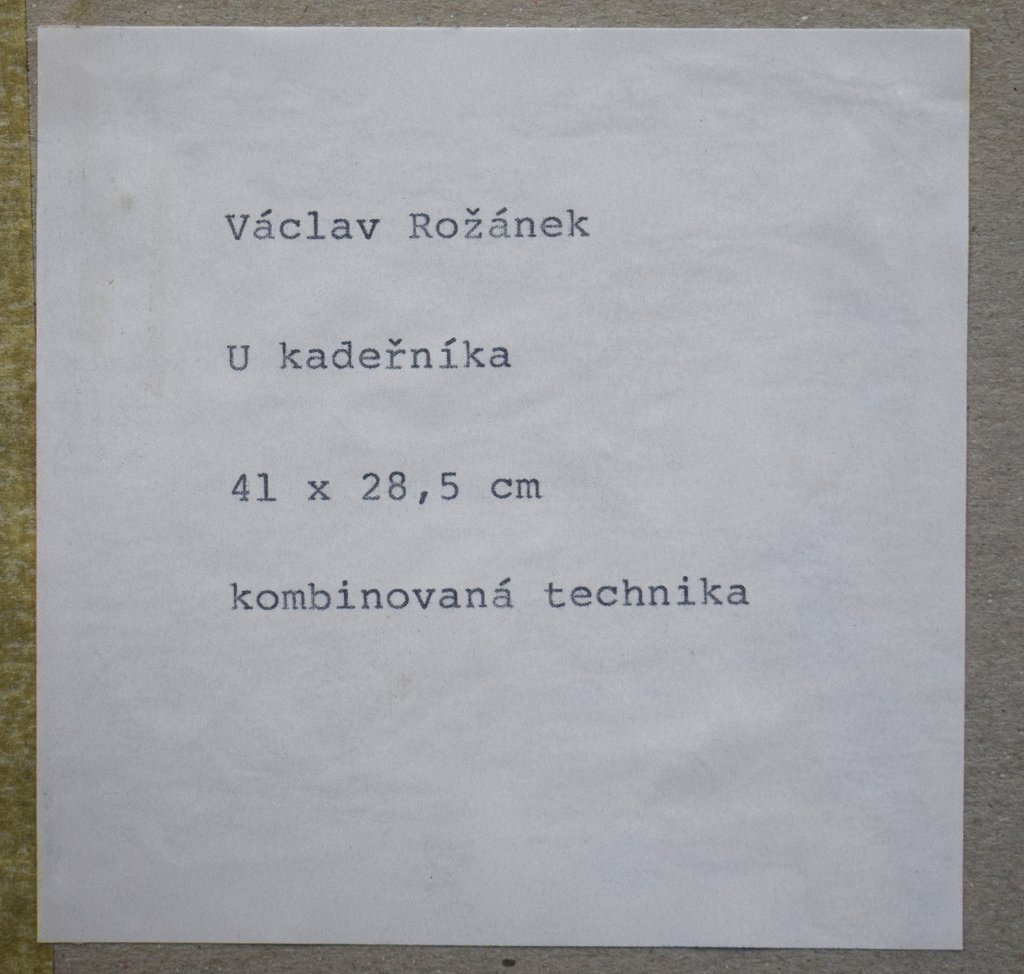 Václav Rožánek
U kadeřníka
41 x 28,5 cm
kombinovaná technika